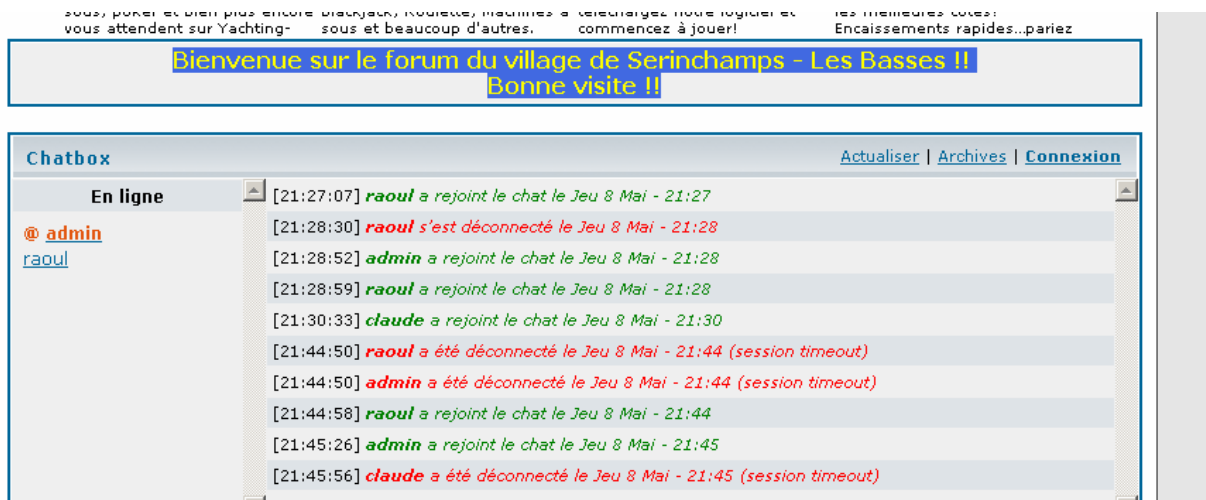 sous, poker et bien plus encore blackjack, Roulette, Machines à téléchargez notre logiciel et les meilleures cotes!
vous attendent sur Yachting- sous et beaucoup d'autres. commencez à jouer! Encaissements rapides...pariez
Bienvenue sur le forum du village de Serinchamps - Les Basses !!
Bonne visite !!
Chatbox Actualiser | Archives | Connexion
En ligne
@ admin
raoul
[21:27:07] raoul a rejoint le chat le Jeu 8 Mai - 21:27
[21:28:30] raoul s'est déconnecté le Jeu 8 Mai - 21:28
[21:28:52] admin a rejoint le chat le Jeu 8 Mai - 21:28
[21:28:59] raoul a rejoint le chat le Jeu 8 Mai - 21:28
[21:30:33] claude a rejoint le chat le Jeu 8 Mai - 21:30
[21:44:50] raoul a été déconnecté le Jeu 8 Mai - 21:44 (session timeout)
[21:44:50] admin a été déconnecté le Jeu 8 Mai - 21:44 (session timeout)
[21:44:58] raoul a rejoint le chat le Jeu 8 Mai - 21:44
[21:45:26] admin a rejoint le chat le Jeu 8 Mai - 21:45
[21:45:56] claude a été déconnecté le Jeu 8 Mai - 21:45 (session timeout)